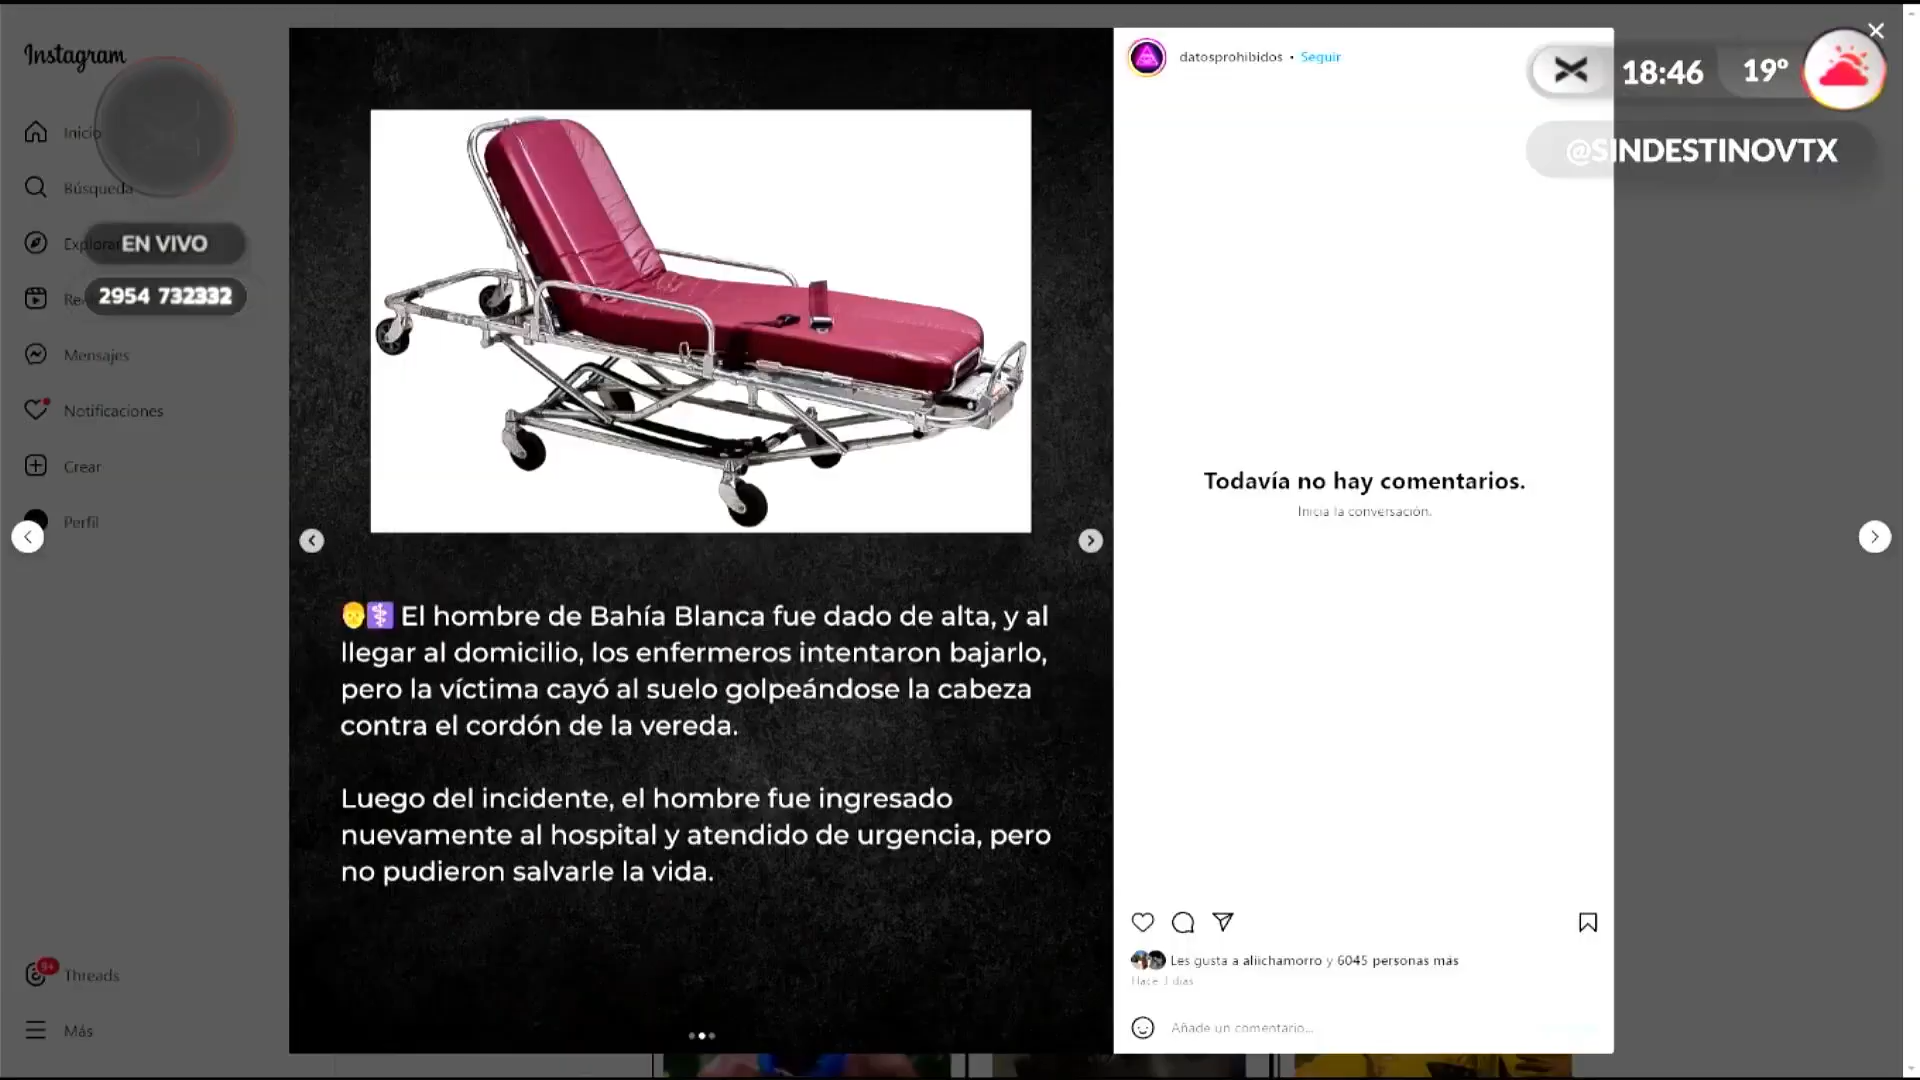 Instagram
Inicio
Búsqueda
EN VIVO
2954 732332
Mensajes
Notificaciones
Crear
Perfil
9+
Threads
Más
El hombre de Bahía Blanca fue dado de alta, y al
llegar al domicilio, los enfermeros intentaron bajarlo,
pero la víctima cayó al suelo golpeándose la cabeza
contra el cordón de la vereda.
Luego del incidente, el hombre fue ingresado
nuevamente al hospital y atendido de urgencia, pero
no pudieron salvarle la vida.
datosprohibidos • Seguir
18:46 19°
@SINDESTINOVTX
Todavía no hay comentarios.
Inicia la conversación.
Les gusta a aliichamorro y 6045 personas más
Hace 3 días
Añade un comentario...